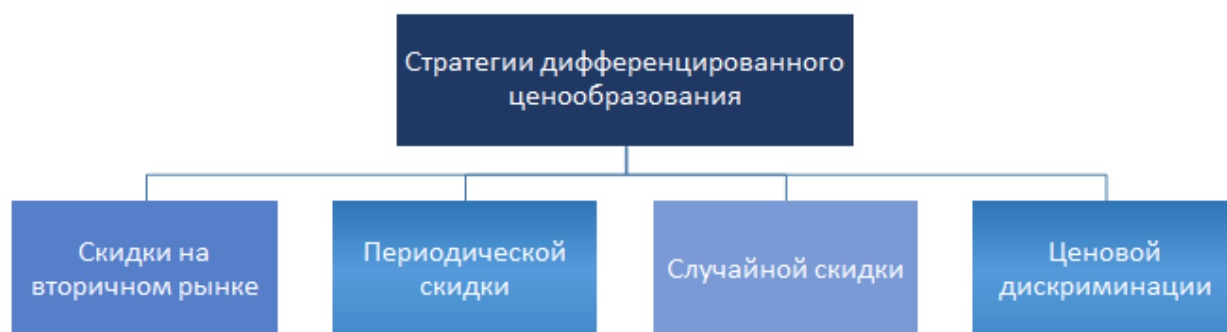 Стратегии дифференцированного
ценообразования
Скидки на
вторичном рынке
Периодической
скидки
Случайной скидки
Ценовой
дискриминации